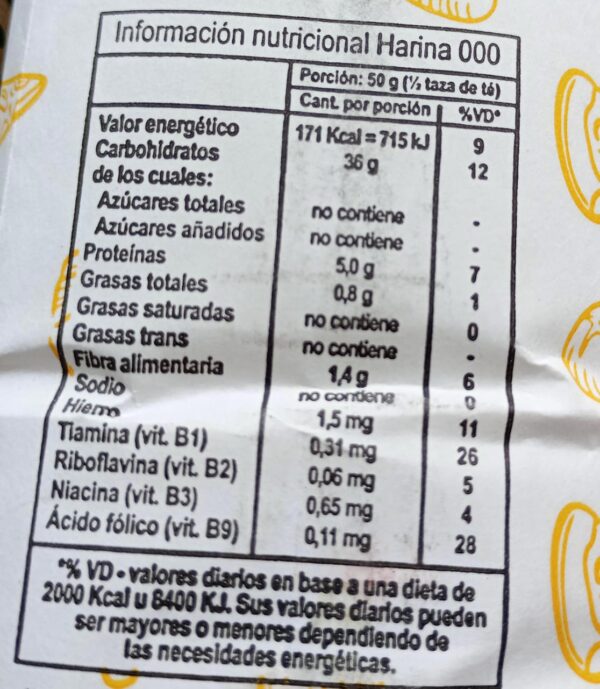 Información nutricional Harina 000
Porción: 50 g (½ taza de té)
Cant. por porción %VD*
Valor energético 171 Kcal = 715 kJ 9
Carbohidratos 36 g 12
de los cuales:
Azúcares totales no contiene -
Azúcares añadidos no contiene -
Proteínas 5,0 g 7
Grasas totales 0,8 g 1
Grasas saturadas no contiene 0
Grasas trans no contiene -
Fibra alimentaria 1,4 g 6
Sodio no contiene 0
Hierro 1,5 mg 11
Tiamina (vit. B1) 0,31 mg 26
Riboflavina (vit. B2) 0,06 mg 5
Niacina (vit. B3) 0,65 mg 4
Ácido fólico (vit. B9) 0,11 mg 28
*% VD - valores diarios en base a una dieta de
2000 Kcal u 8400 KJ. Sus valores diarios pueden
ser mayores o menores dependiendo de
las necesidades energéticas.